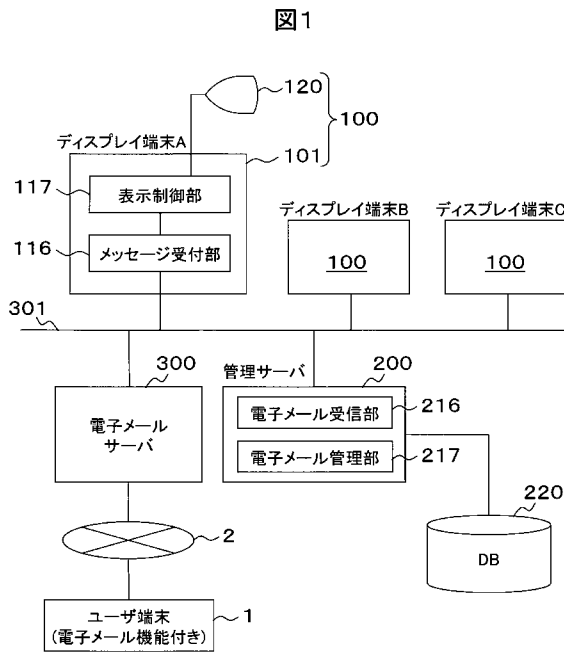 図1
120
100
ディスプレイ端末A
101
117
表示制御部
116
メッセージ受付部
ディスプレイ端末B
100
ディスプレイ端末C
100
301
300
電子メール
サーバ
管理サーバ
200
電子メール受信部
216
電子メール管理部
217
220
DB
2
ユーザ端末
(電子メール機能付き)
1